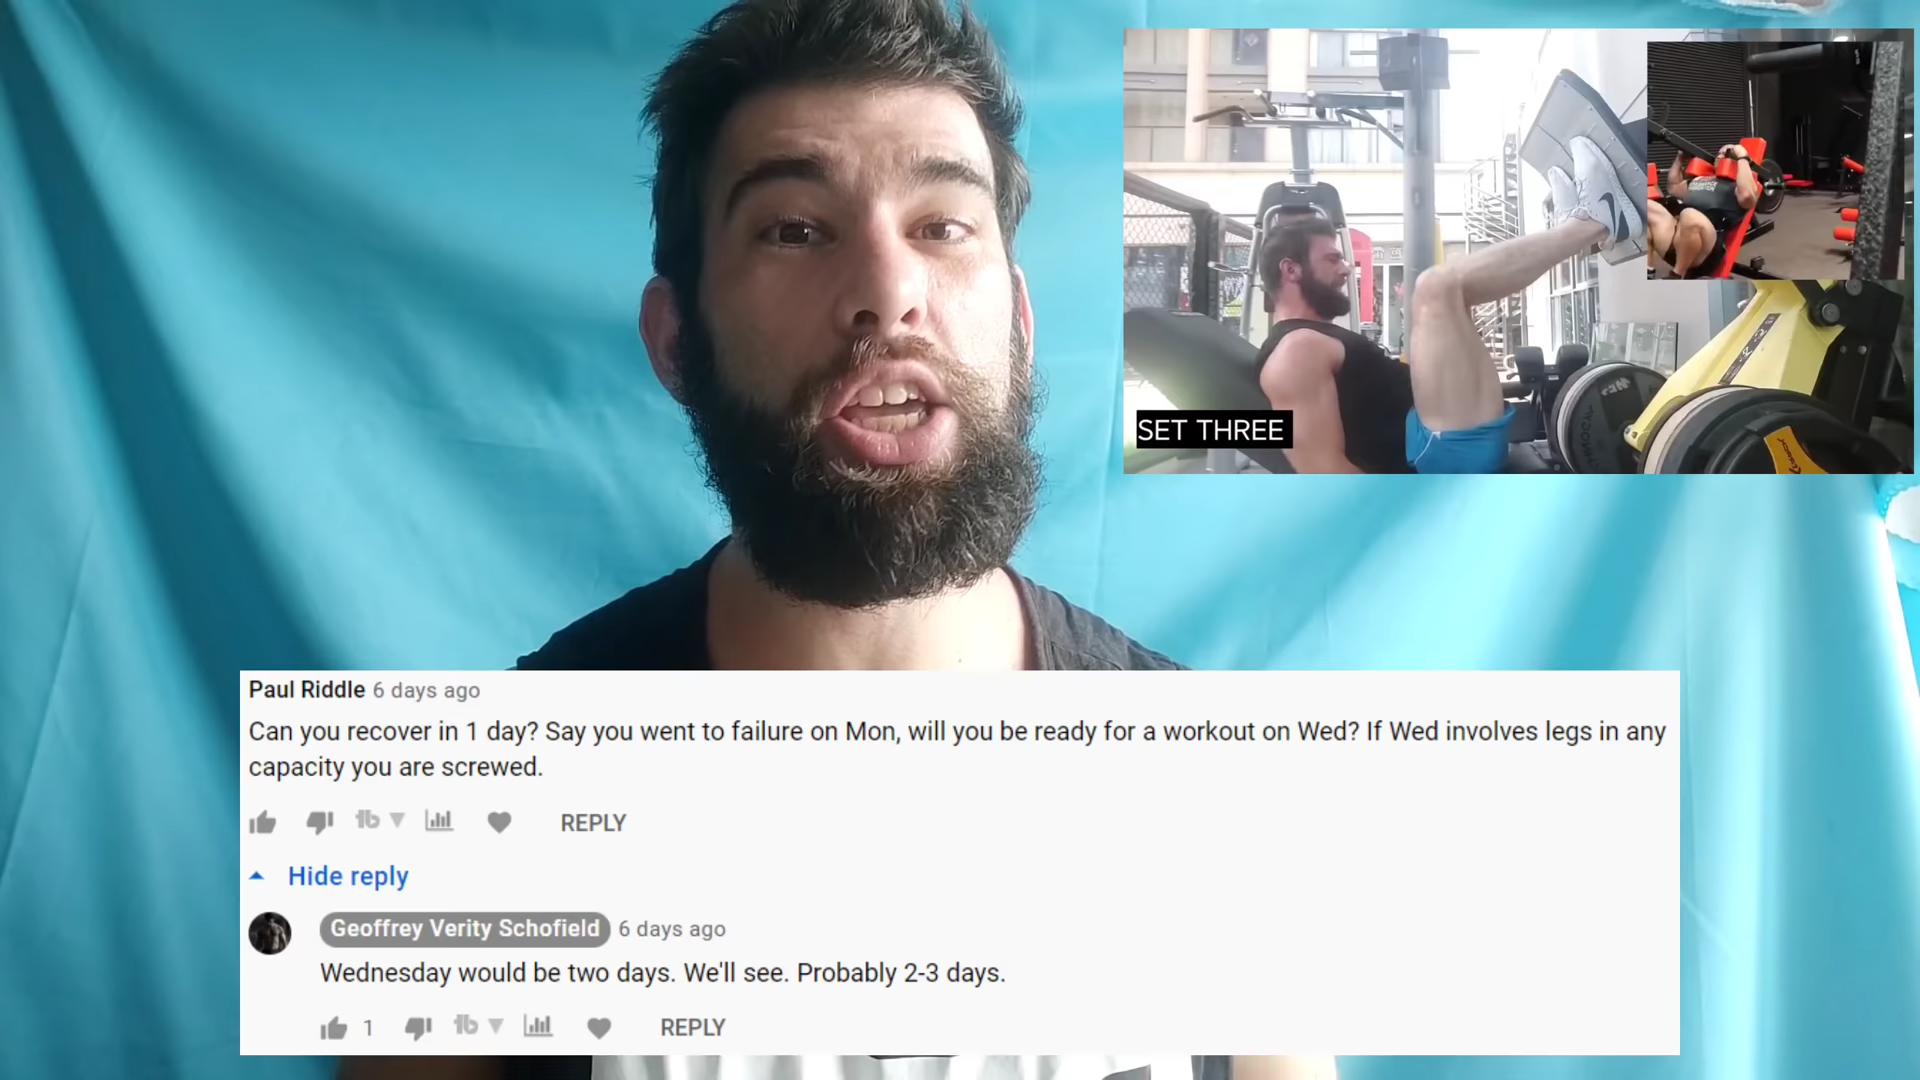 SET THREE
Paul Riddle 6 days ago
Can you recover in 1 day? Say you went to failure on Mon, will you be ready for a workout on Wed? If Wed involves legs in any
capacity you are screwed.
REPLY
Hide reply
Geoffrey Verity Schofield 6 days ago
Wednesday would be two days. We'll see. Probably 2-3 days.
1 REPLY